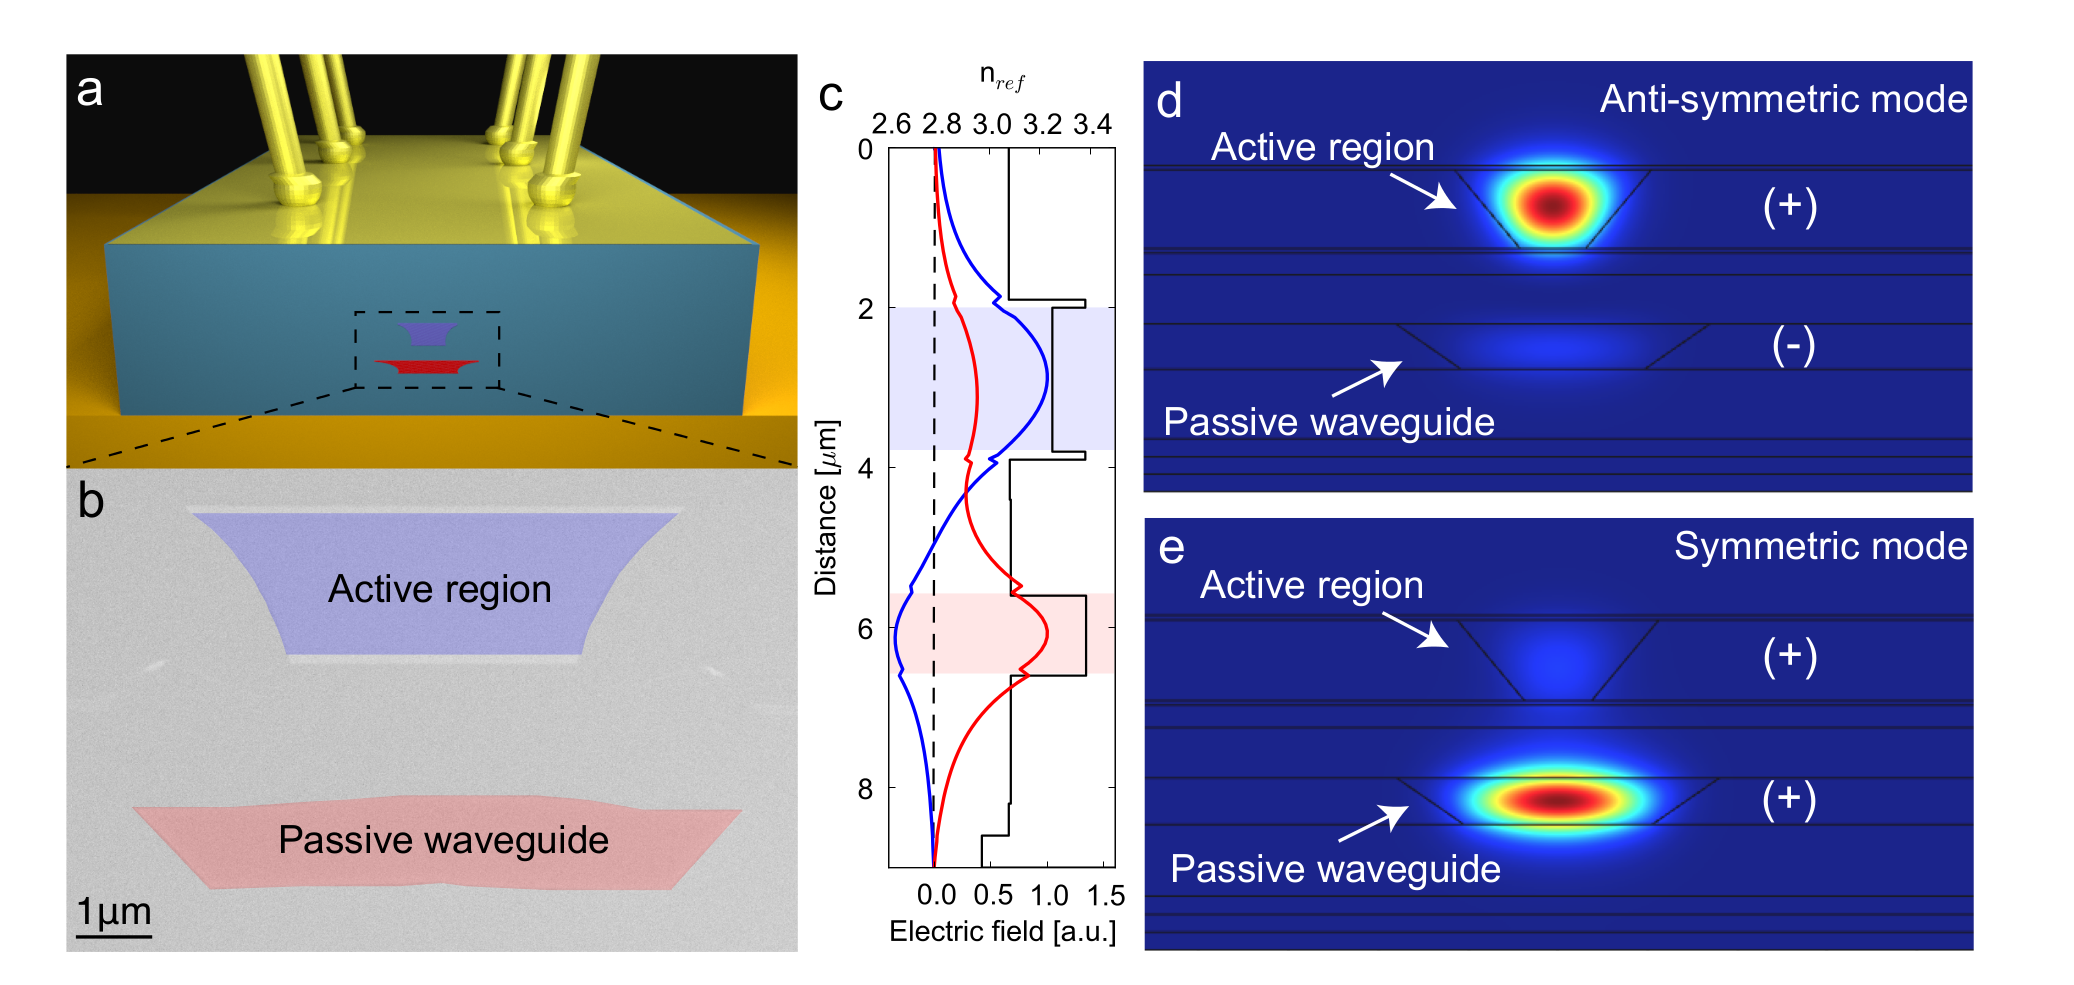 a
b
Active region
Passive waveguide
1μm
c
n_ref
2.6 2.8 3.0 3.2 3.4
0
2
4
6
8
Distance [μm]
0.0 0.5 1.0 1.5
Electric field [a.u.]
d
Anti-symmetric mode
Active region
(+)
(-)
Passive waveguide
e
Symmetric mode
Active region
(+)
(+)
Passive waveguide